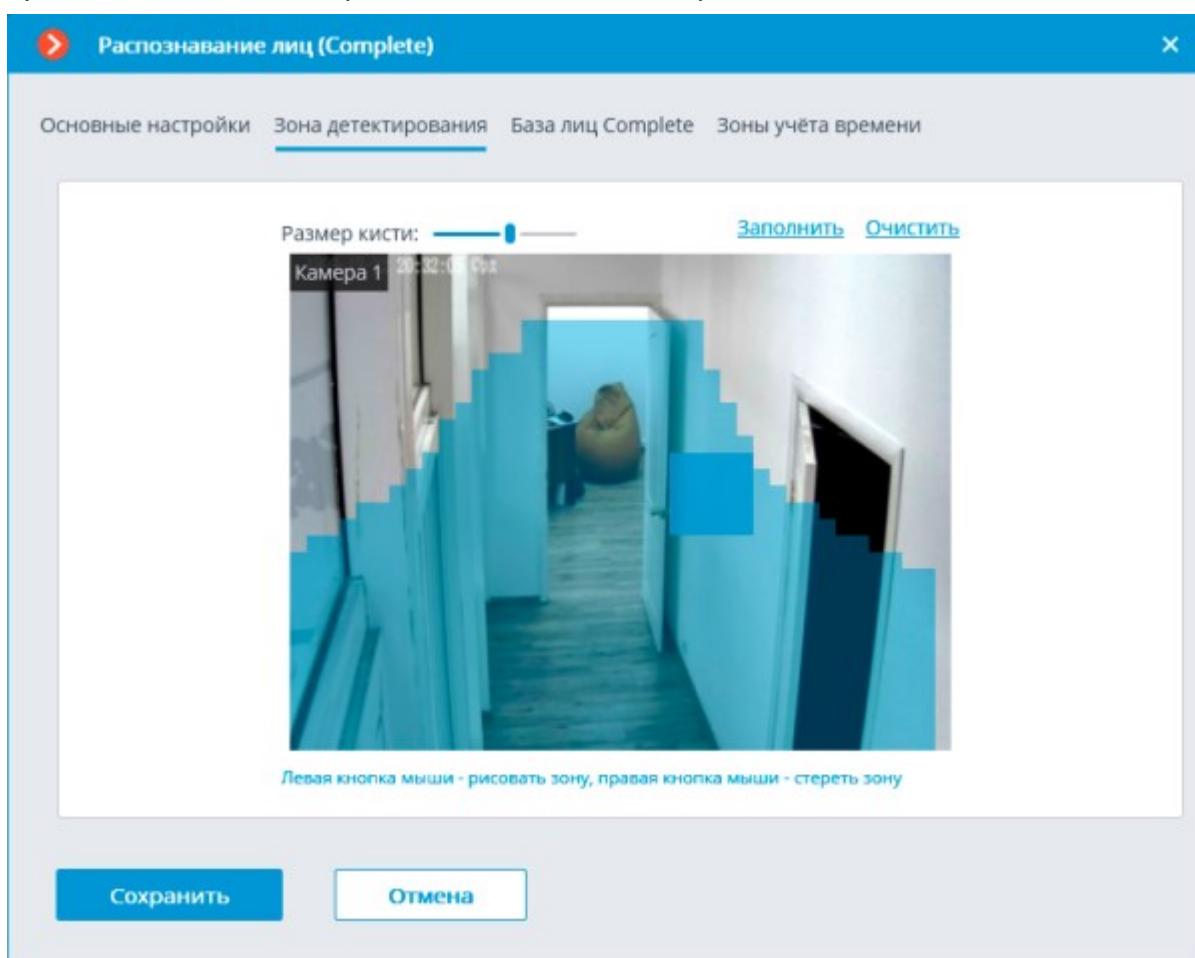 Распознавание лиц (Complete)
Основные настройки Зона детектирования База лиц Complete Зоны учёта времени
Размер кисти: Заполнить Очистить
Камера 1
Левая кнопка мыши - рисовать зону, правая кнопка мыши - стереть зону
Сохранить Отмена